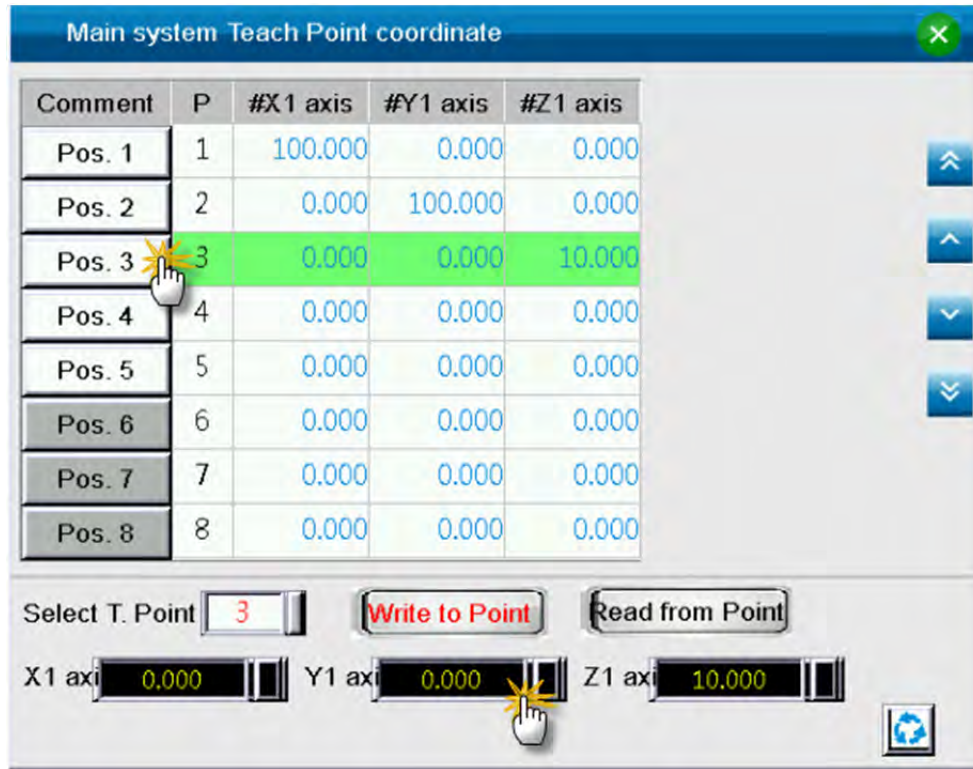 Main system Teach Point coordinate
Comment P #X1 axis #Y1 axis #Z1 axis
Pos. 1 1 100.000 0.000 0.000
Pos. 2 2 0.000 100.000 0.000
Pos. 3 3 0.000 0.000 10.000
Pos. 4 4 0.000 0.000 0.000
Pos. 5 5 0.000 0.000 0.000
Pos. 6 6 0.000 0.000 0.000
Pos. 7 7 0.000 0.000 0.000
Pos. 8 8 0.000 0.000 0.000
Select T. Point 3 Write to Point Read from Point
X1 axi 0.000 Y1 axi 0.000 Z1 axi 10.000